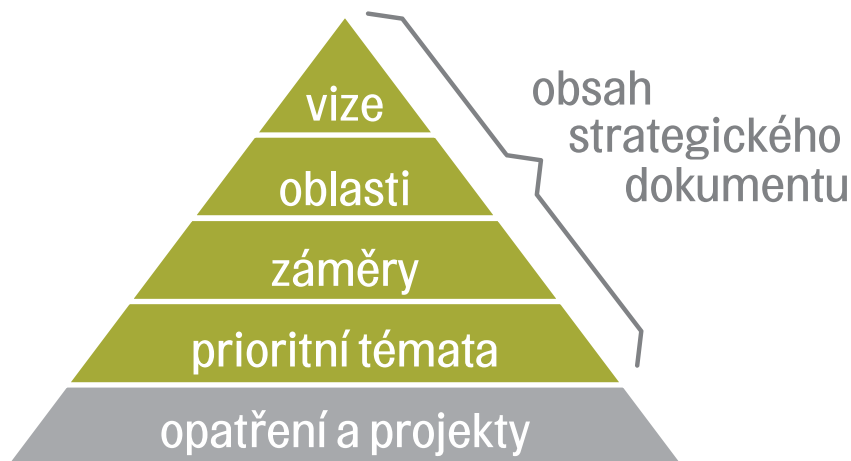 vize
oblasti
záměry
prioritní témata
opatření a projekty
obsah
strategického
dokumentu